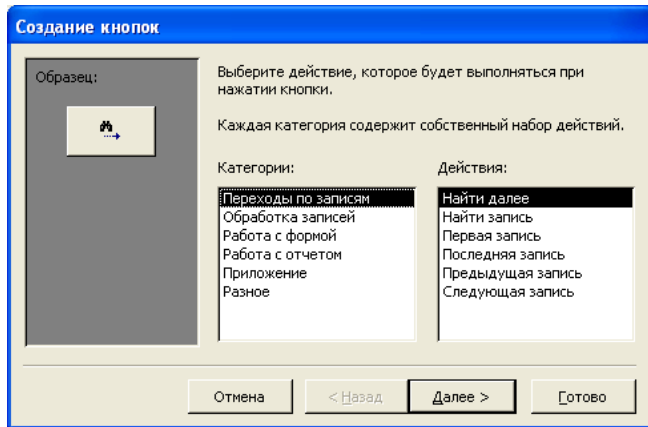 Создание кнопок
Образец:
Выберите действие, которое будет выполняться при
нажатии кнопки.
Каждая категория содержит собственный набор действий.
Категории:
Переходы по записям
Обработка записей
Работа с формой
Работа с отчетом
Приложение
Разное
Действия:
Найти далее
Найти запись
Первая запись
Последняя запись
Предыдущая запись
Следующая запись
Отмена
< Назад
Далее >
Готово